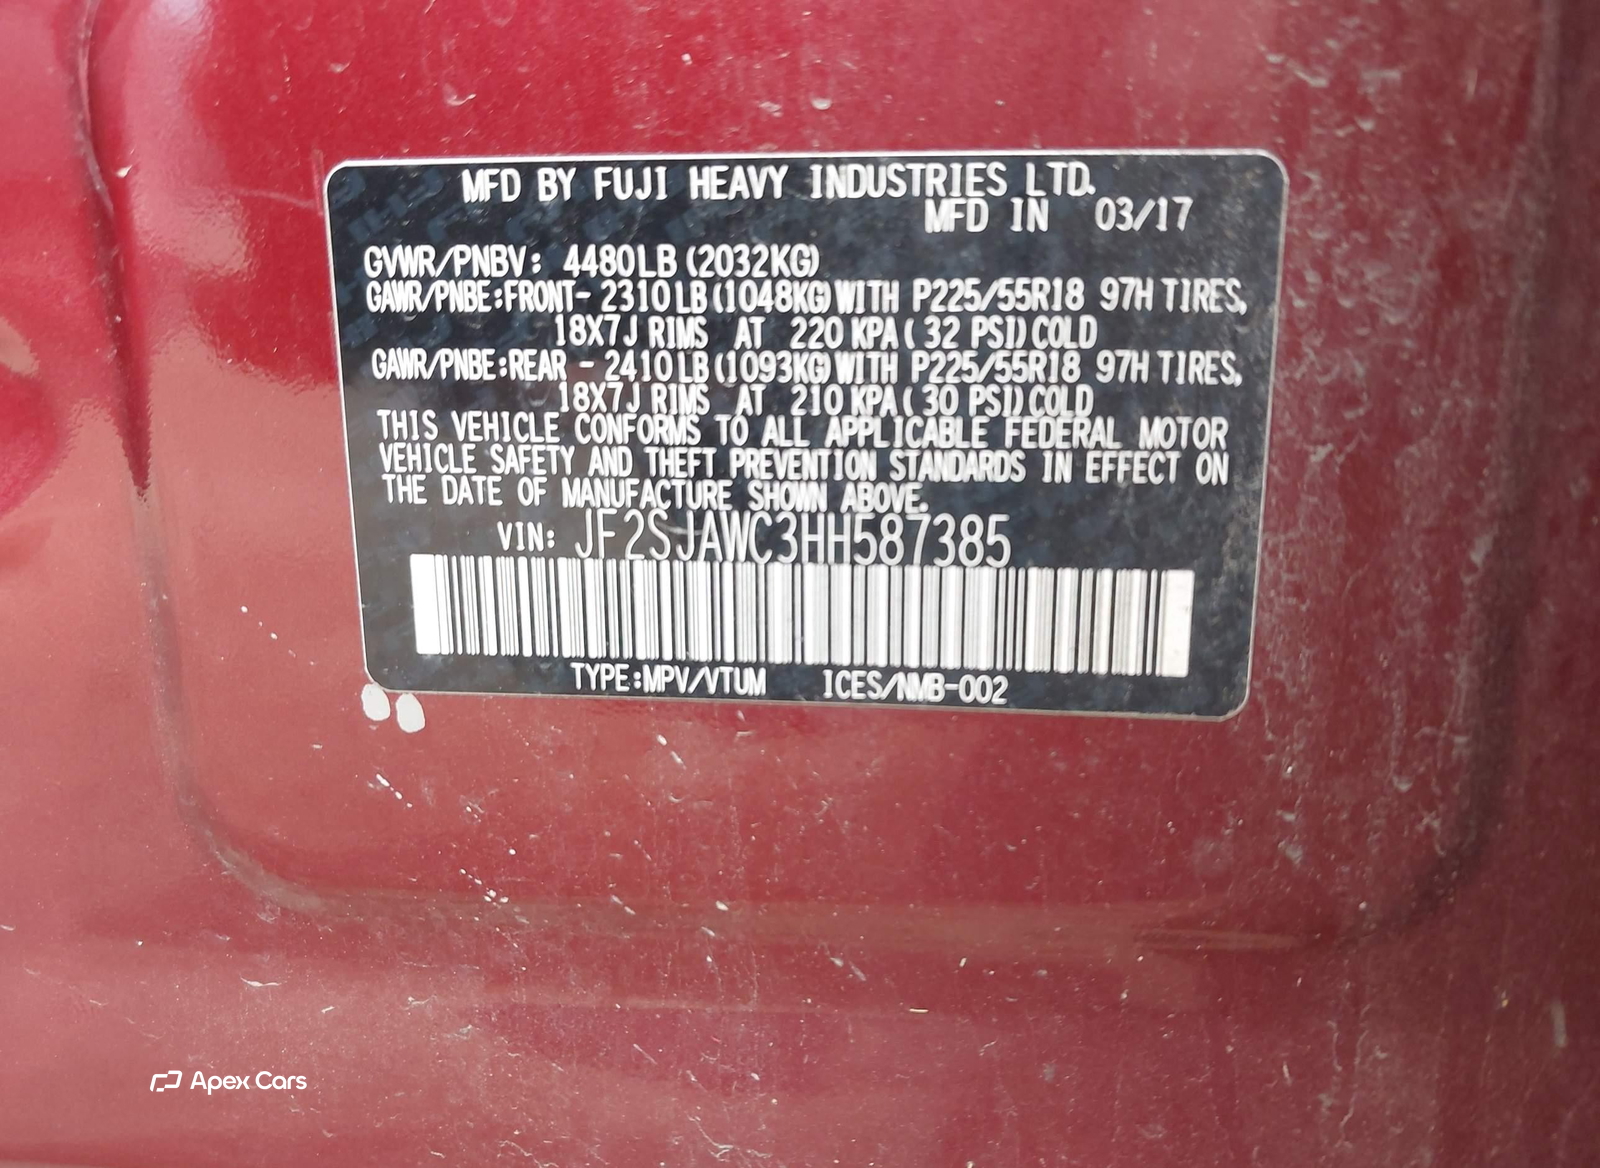 MFD BY FUJI HEAVY INDUSTRIES LTD.
MFD IN 03/17
GVWR/PNBV: 4480LB (2032KG)
GAWR/PNBE:FRONT- 2310LB (1048KG) WITH P225/55R18 97H TIRES,
18X7J RIMS AT 220 KPA ( 32 PSI) COLD
GAWR/PNBE:REAR - 2410LB (1093KG) WITH P225/55R18 97H TIRES,
18X7J RIMS AT 210 KPA ( 30 PSI) COLD
THIS VEHICLE CONFORMS TO ALL APPLICABLE FEDERAL MOTOR
VEHICLE SAFETY AND THEFT PREVENTION STANDARDS IN EFFECT ON
THE DATE OF MANUFACTURE SHOWN ABOVE.
VIN: JF2SJAWC3HH587385
TYPE:MPV/VTUM ICES/NMB-002
Apex Cars